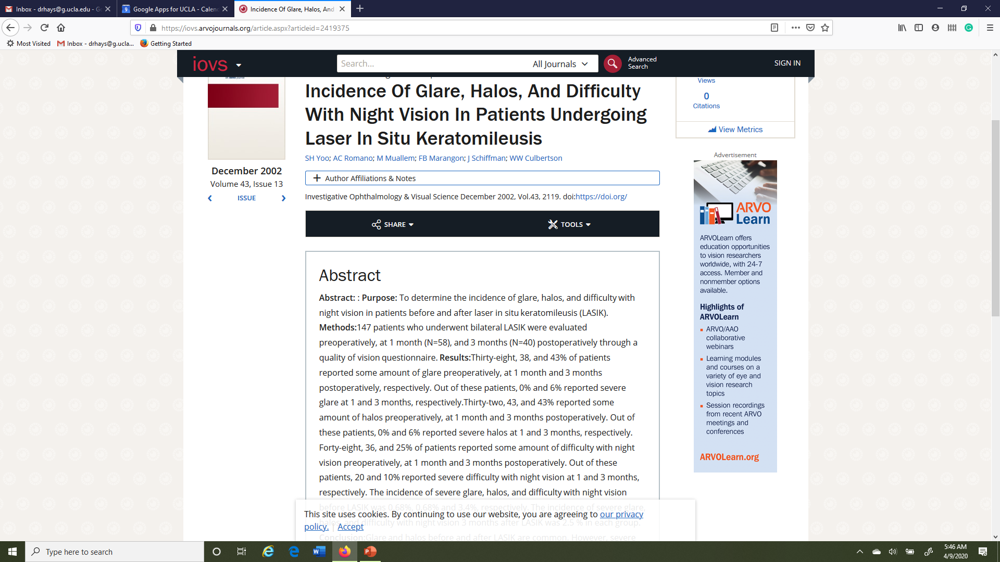 Inbox - drhays@g.ucla.edu - G
Google Apps for UCLA - Calen
Incidence Of Glare, Halos, And
https://iovs.arvojournals.org/article.aspx?articleid=2419375
Most Visited
Inbox - drhays@g.ucla...
Getting Started
iovs
Search...
All Journals
Advanced
Search
SIGN IN
Incidence Of Glare, Halos, And Difficulty
With Night Vision In Patients Undergoing
Laser In Situ Keratomileusis
SH Yoo; AC Romano; M Muallem; FB Marangon; J Schiffman; WW Culbertson
December 2002
Volume 43, Issue 13
ISSUE
Author Affiliations & Notes
Investigative Ophthalmology & Visual Science December 2002, Vol.43, 2119. doi:https://doi.org/
SHARE
TOOLS
Abstract
Abstract: : Purpose: To determine the incidence of glare, halos, and difficulty with
night vision in patients before and after laser in situ keratomileusis (LASIK).
Methods:147 patients who underwent bilateral LASIK were evaluated
preoperatively, at 1 month (N=58), and 3 months (N=40) postoperatively through a
quality of vision questionnaire. Results:Thirty-eight, 38, and 43% of patients
reported some amount of glare preoperatively, at 1 month and 3 months
postoperatively, respectively. Out of these patients, 0% and 6% reported severe
glare at 1 and 3 months, respectively.Thirty-two, 43, and 43% reported some
amount of halos preoperatively, at 1 month and 3 months postoperatively. Out of
these patients, 0% and 6% reported severe halos at 1 and 3 months, respectively.
Forty-eight, 36, and 25% of patients reported some amount of difficulty with night
vision preoperatively, at 1 month and 3 months postoperatively. Out of these
patients, 20 and 10% reported severe difficulty with night vision at 1 and 3 months,
respectively. The incidence of severe glare, halos, and difficulty with night vision
before LASIK was 0.68%, 0.68% and 3.4%, respectively. The incidence of severe glare,
halos, and difficulty with night vision 3 months after LASIK was 2.5 % in each group.
Conclusion:Glare and halos before and after LASIK are common. However, severe
This site uses cookies. By continuing to use our website, you are agreeing to our privacy
policy. | Accept
Views
0
Citations
View Metrics
Advertisement
ARVO
Learn
ARVOLearn offers
education opportunities
to vision researchers
worldwide, with 24-7
access. Member and
nonmember options
available.
Highlights of
ARVOLearn
ARVO/AAO
collaborative
webinars
Learning modules
and courses on a
variety of eye and
vision research
topics
Session recordings
from recent ARVO
meetings and
conferences
ARVOLearn.org
Type here to search
5:46 AM
4/9/2020